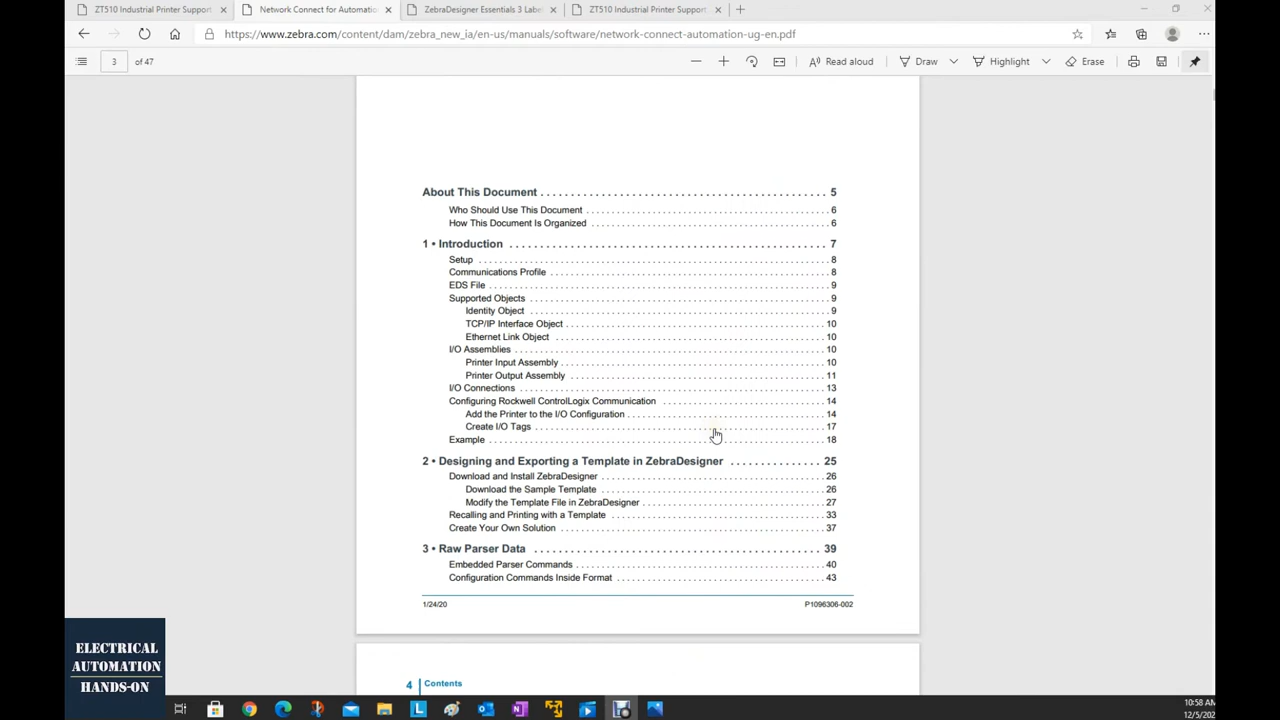 ZT510 Industrial Printer Support
Network Connect for Automation
ZebraDesigner Essentials 3 Label
ZT510 Industrial Printer Support
https://www.zebra.com/content/dam/zebra_new_ia/en-us/manuals/software/network-connect-automation-ug-en.pdf
3 of 47
Read aloud
Draw
Highlight
Erase
About This Document . . . . . . . . . . . . . . . . . . . . 5
Who Should Use This Document . . . . . . . . . . . . . . . . . . . . 6
How This Document Is Organized . . . . . . . . . . . . . . . . . . . . 6
1 • Introduction . . . . . . . . . . . . . . . . . . . . 7
Setup . . . . . . . . . . . . . . . . . . . . 8
Communications Profile . . . . . . . . . . . . . . . . . . . . 8
EDS File . . . . . . . . . . . . . . . . . . . . 9
Supported Objects . . . . . . . . . . . . . . . . . . . . 9
Identity Object . . . . . . . . . . . . . . . . . . . . 9
TCP/IP Interface Object . . . . . . . . . . . . . . . . . . . . 10
Ethernet Link Object . . . . . . . . . . . . . . . . . . . . 10
I/O Assemblies . . . . . . . . . . . . . . . . . . . . 10
Printer Input Assembly . . . . . . . . . . . . . . . . . . . . 10
Printer Output Assembly . . . . . . . . . . . . . . . . . . . . 11
I/O Connections . . . . . . . . . . . . . . . . . . . . 13
Configuring Rockwell ControlLogix Communication . . . . . . . . . . . . . . . . . . . . 14
Add the Printer to the I/O Configuration . . . . . . . . . . . . . . . . . . . . 14
Create I/O Tags . . . . . . . . . . . . . . . . . . . . 17
Example . . . . . . . . . . . . . . . . . . . . 18
2 • Designing and Exporting a Template in ZebraDesigner . . . . . . . . . . . . . 25
Download and Install ZebraDesigner . . . . . . . . . . . . . . . . . . . . 26
Download the Sample Template . . . . . . . . . . . . . . . . . . . . 26
Modify the Template File in ZebraDesigner . . . . . . . . . . . . . . . . . . . . 27
Recalling and Printing with a Template . . . . . . . . . . . . . . . . . . . . 33
Create Your Own Solution . . . . . . . . . . . . . . . . . . . . 37
3 • Raw Parser Data . . . . . . . . . . . . . . . . . . . . 39
Embedded Parser Commands . . . . . . . . . . . . . . . . . . . . 40
Configuration Commands Inside Format . . . . . . . . . . . . . . . . . . . . 43
1/24/20 P1096306-002
4 Contents
ELECTRICAL
AUTOMATION
HANDS-ON
10:58 AM
12/5/202